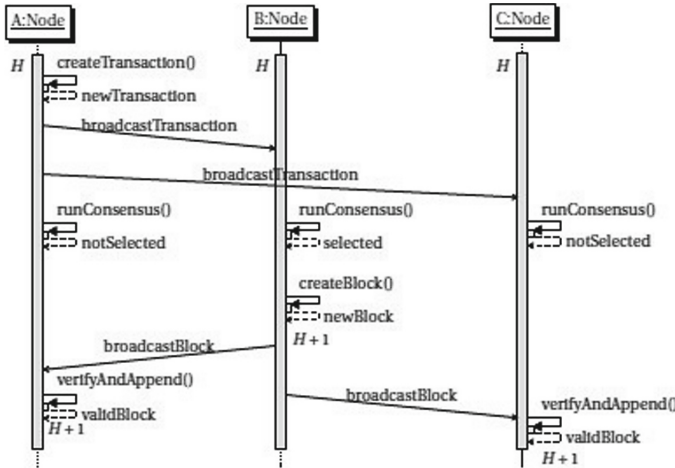 A:Node
B:Node
C:Node
H
H
H
createTransaction()
newTransaction
broadcastTransaction
broadcastTransaction
runConsensus()
notSelected
runConsensus()
selected
runConsensus()
notSelected
createBlock()
newBlock
H+1
broadcastBlock
verifyAndAppend()
validBlock
H+1
broadcastBlock
verifyAndAppend()
validBlock
H+1